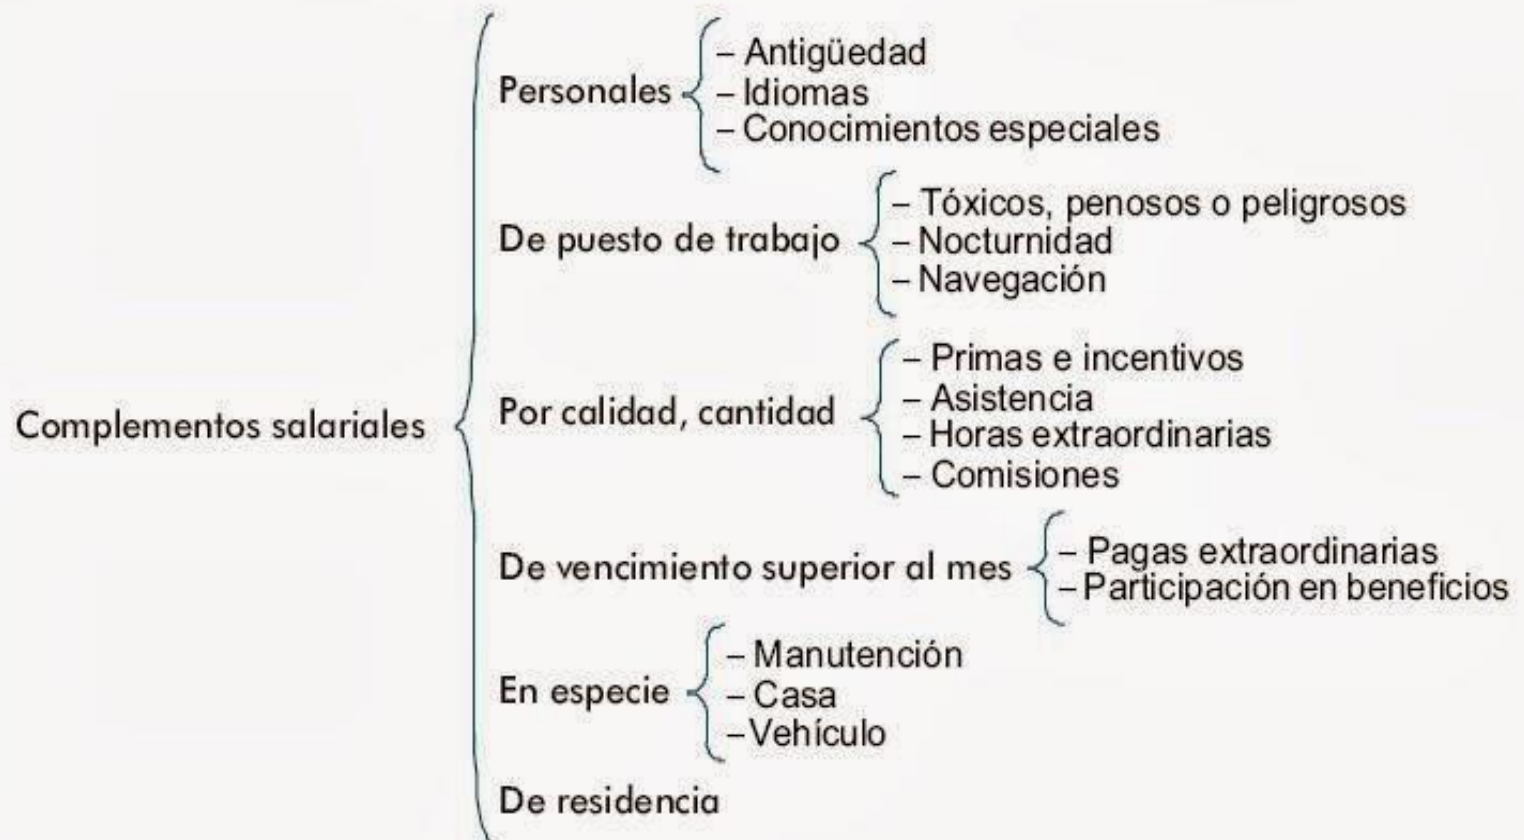 Personales
– Antigüedad
– Idiomas
– Conocimientos especiales
De puesto de trabajo
– Tóxicos, penosos o peligrosos
– Nocturnidad
– Navegación
Complementos salariales
Por calidad, cantidad
– Primas e incentivos
– Asistencia
– Horas extraordinarias
– Comisiones
De vencimiento superior al mes
– Pagas extraordinarias
– Participación en beneficios
En especie
– Manutención
– Casa
– Vehículo
De residencia